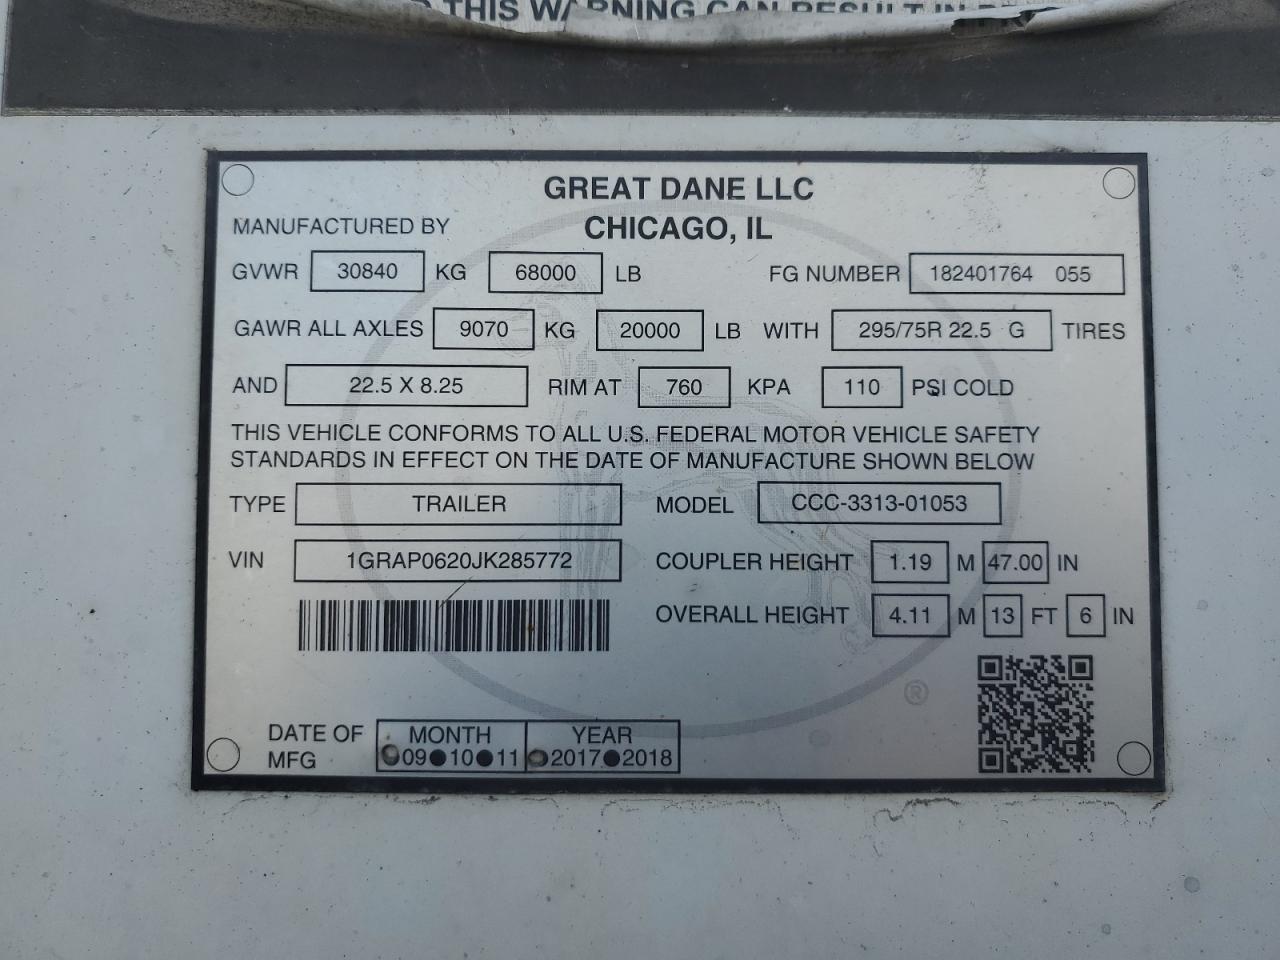 THIS WARNING CAN RESULT IN
GREAT DANE LLC
MANUFACTURED BY CHICAGO, IL
GVWR 30840 KG 68000 LB FG NUMBER 182401764 055
GAWR ALL AXLES 9070 KG 20000 LB WITH 295/75R 22.5 G TIRES
AND 22.5 X 8.25 RIM AT 760 KPA 110 PSI COLD
THIS VEHICLE CONFORMS TO ALL U.S. FEDERAL MOTOR VEHICLE SAFETY
STANDARDS IN EFFECT ON THE DATE OF MANUFACTURE SHOWN BELOW
TYPE TRAILER MODEL CCC-3313-01053
VIN 1GRAP0620JK285772 COUPLER HEIGHT 1.19 M 47.00 IN
OVERALL HEIGHT 4.11 M 13 FT 6 IN
®
DATE OF MFG MONTH YEAR
09●10●11 2017●2018